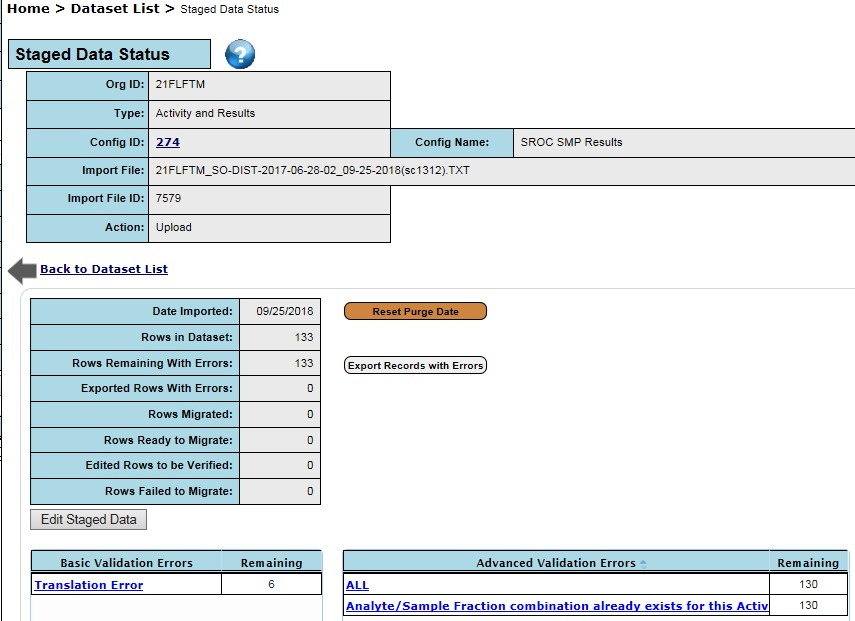 Home > Dataset List > Staged Data Status
Staged Data Status ?
Org ID: 21FLFTM
Type: Activity and Results
Config ID: 274 Config Name: SROC SMP Results
Import File: 21FLFTM_SO-DIST-2017-06-28-02_09-25-2018(sc1312).TXT
Import File ID: 7579
Action: Upload
Back to Dataset List
Date Imported: 09/25/2018 Reset Purge Date
Rows in Dataset: 133
Rows Remaining With Errors: 133 Export Records with Errors
Exported Rows With Errors: 0
Rows Migrated: 0
Rows Ready to Migrate: 0
Edited Rows to be Verified: 0
Rows Failed to Migrate: 0
Edit Staged Data
Basic Validation Errors Remaining Advanced Validation Errors Remaining
Translation Error 6 ALL 130
Analyte/Sample Fraction combination already exists for this Activ 130